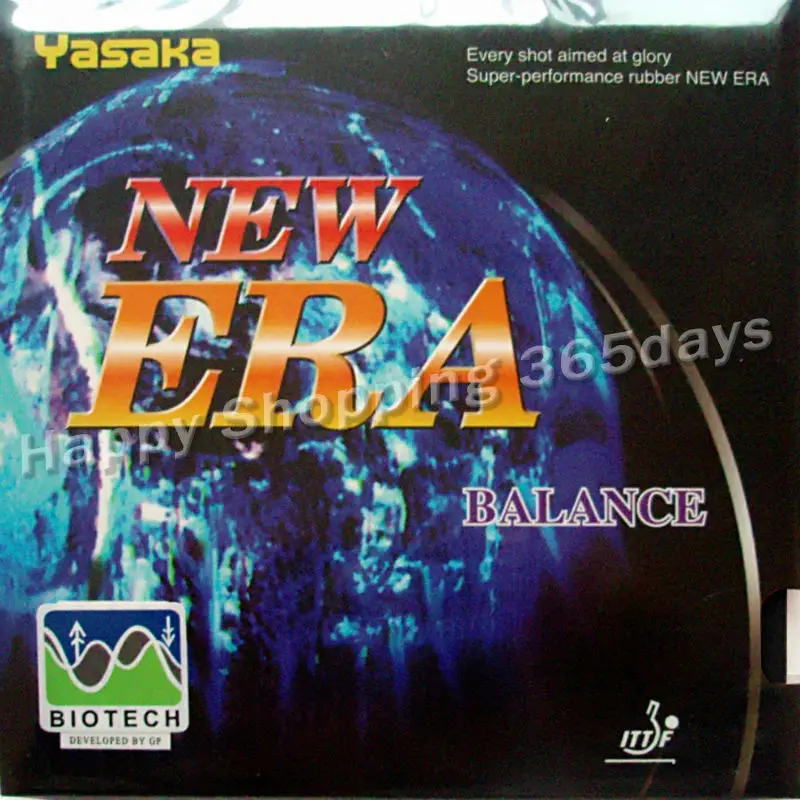 Yasaka
Every shot aimed at glory
Super-performance rubber NEW ERA
NEW
ERA
Happy Shopping 365days
BALANCE
BIOTECH
DEVELOPED BY GP
ITTF